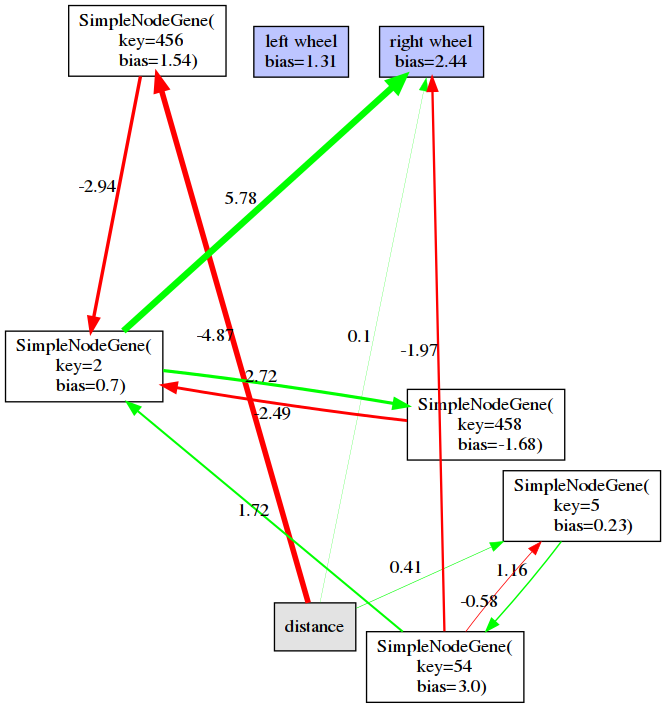 SimpleNodeGene(
key=456
bias=1.54)
left wheel
bias=1.31
right wheel
bias=2.44
-2.94
5.78
-4.87
0.1
-1.97
SimpleNodeGene(
key=2
bias=0.7)
2.72
-2.49
SimpleNodeGene(
key=458
bias=-1.68)
SimpleNodeGene(
key=5
bias=0.23)
1.72
0.41
1.16
-0.58
distance
SimpleNodeGene(
key=54
bias=3.0)